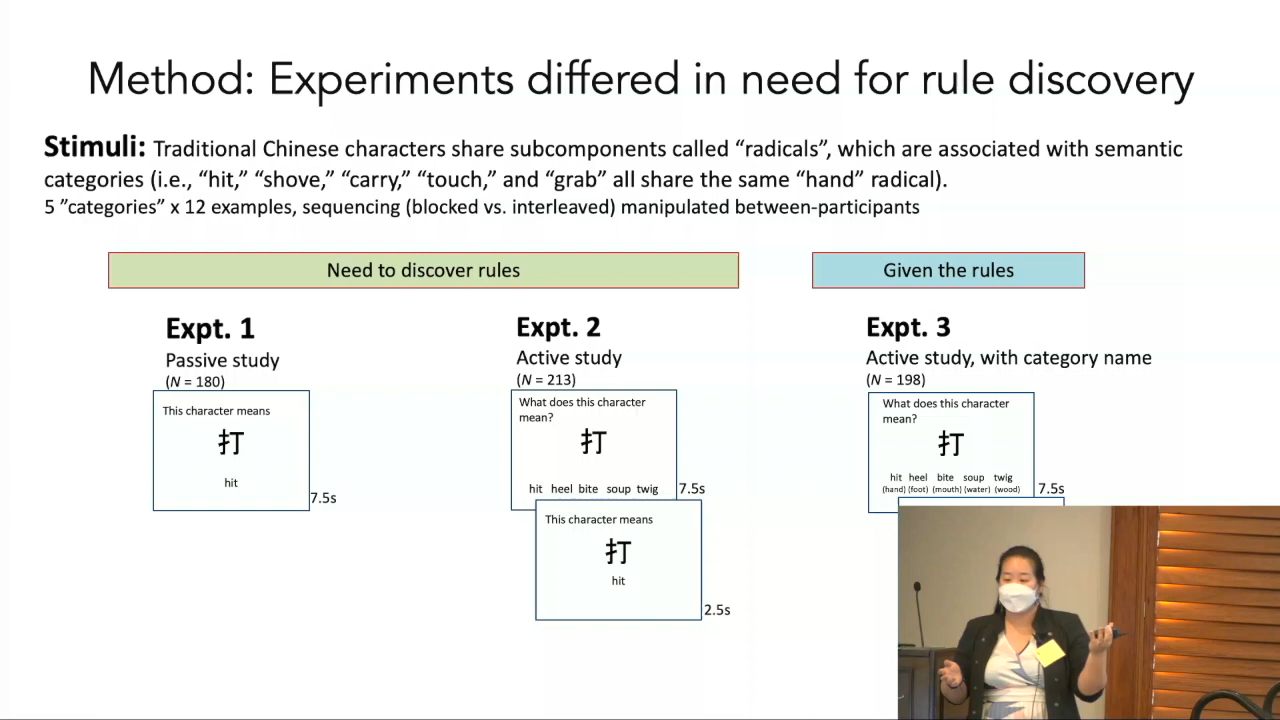 Method: Experiments differed in need for rule discovery
Stimuli: Traditional Chinese characters share subcomponents called “radicals”, which are associated with semantic
categories (i.e., “hit,” “shove,” “carry,” “touch,” and “grab” all share the same “hand” radical).
5 ”categories” x 12 examples, sequencing (blocked vs. interleaved) manipulated between-participants
Need to discover rules
Given the rules
Expt. 1
Passive study
(N = 180)
This character means
打
hit
7.5s
Expt. 2
Active study
(N = 213)
What does this character
mean?
打
hit heel bite soup twig
7.5s
This character means
打
hit
2.5s
Expt. 3
Active study, with category name
(N = 198)
What does this character
mean?
打
hit heel bite soup twig
(hand) (foot) (mouth) (water) (wood)
7.5s